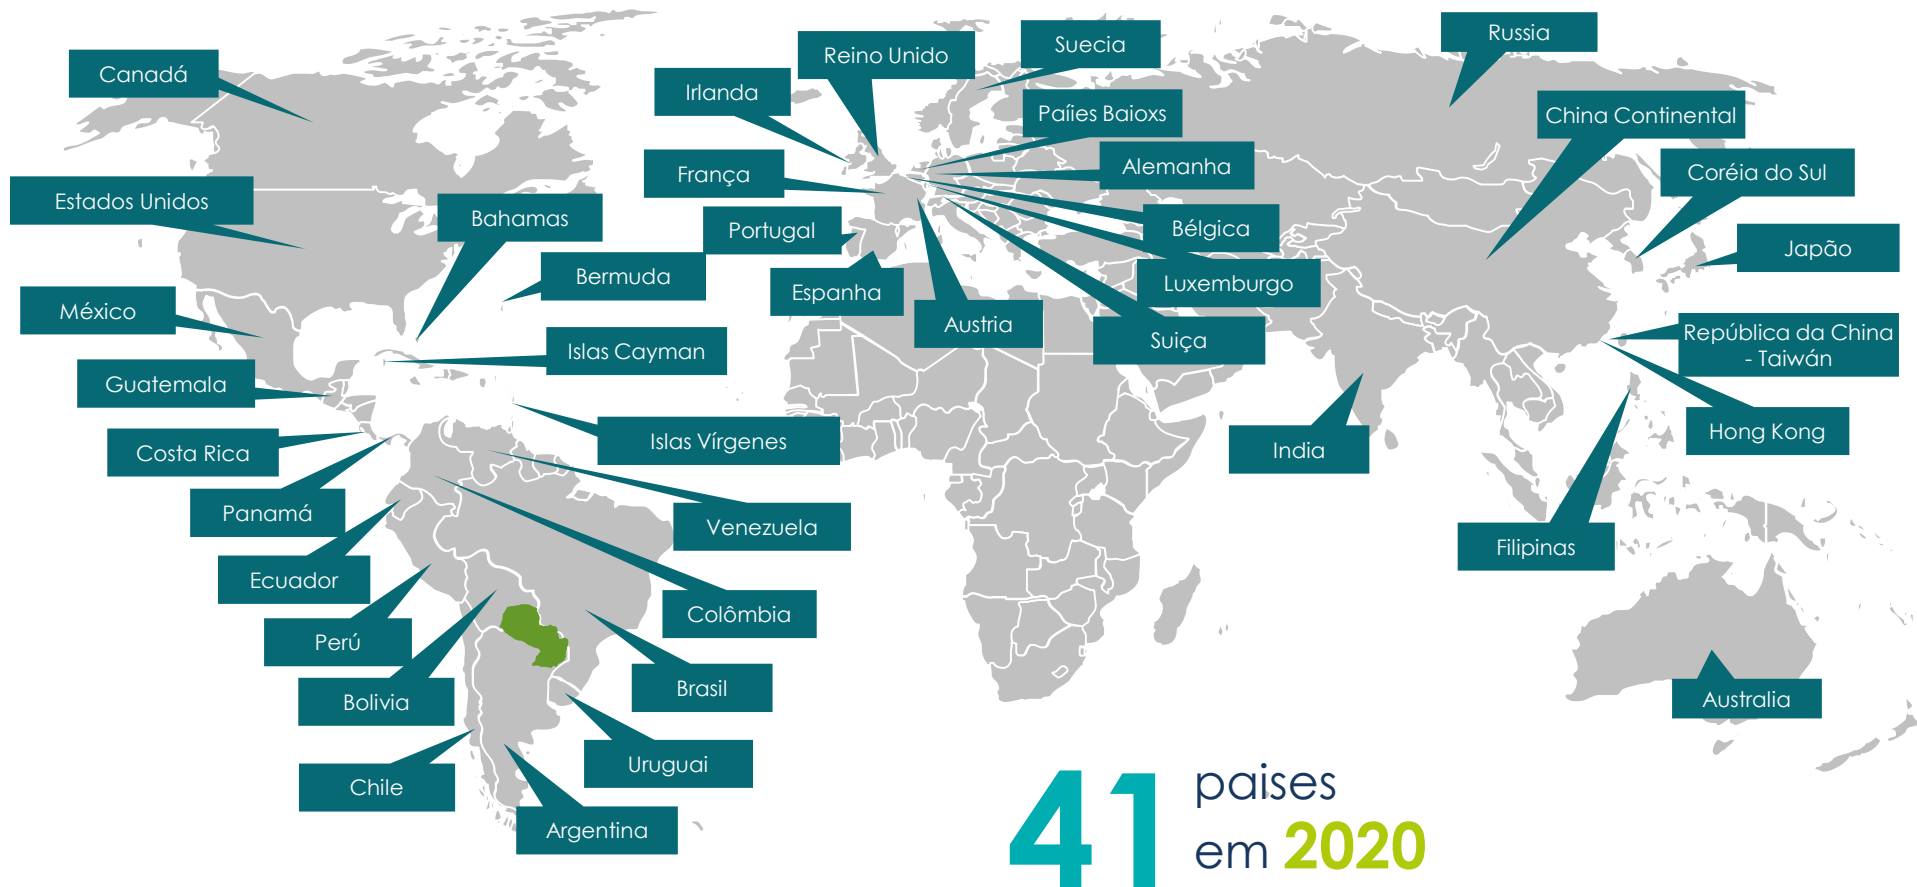 Canadá
Estados Unidos
México
Guatemala
Costa Rica
Panamá
Ecuador
Perú
Bolivia
Chile
Argentina
Uruguai
Brasil
Colômbia
Venezuela
Islas Vírgenes
Islas Cayman
Bermuda
Bahamas
Reino Unido
Irlanda
França
Portugal
Espanha
Suecia
Paíies Baioxs
Alemanha
Bélgica
Luxemburgo
Austria
Suiça
Russia
China Continental
Coréia do Sul
Japão
República da China
- Taiwán
Hong Kong
India
Filipinas
Australia
41 paises
em 2020